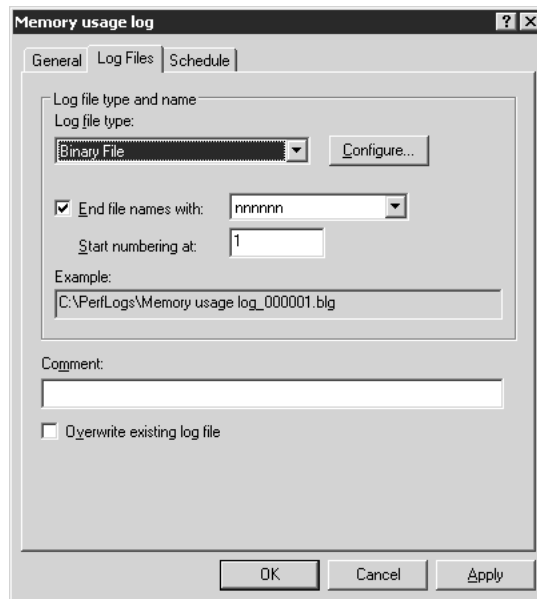 Memory usage log
General Log Files Schedule
Log file type and name
Log file type:
Binary File Configure...
End file names with: nnnnnn
Start numbering at: 1
Example:
C:\PerfLogs\Memory usage log_000001.blg
Comment:
Overwrite existing log file
OK Cancel Apply